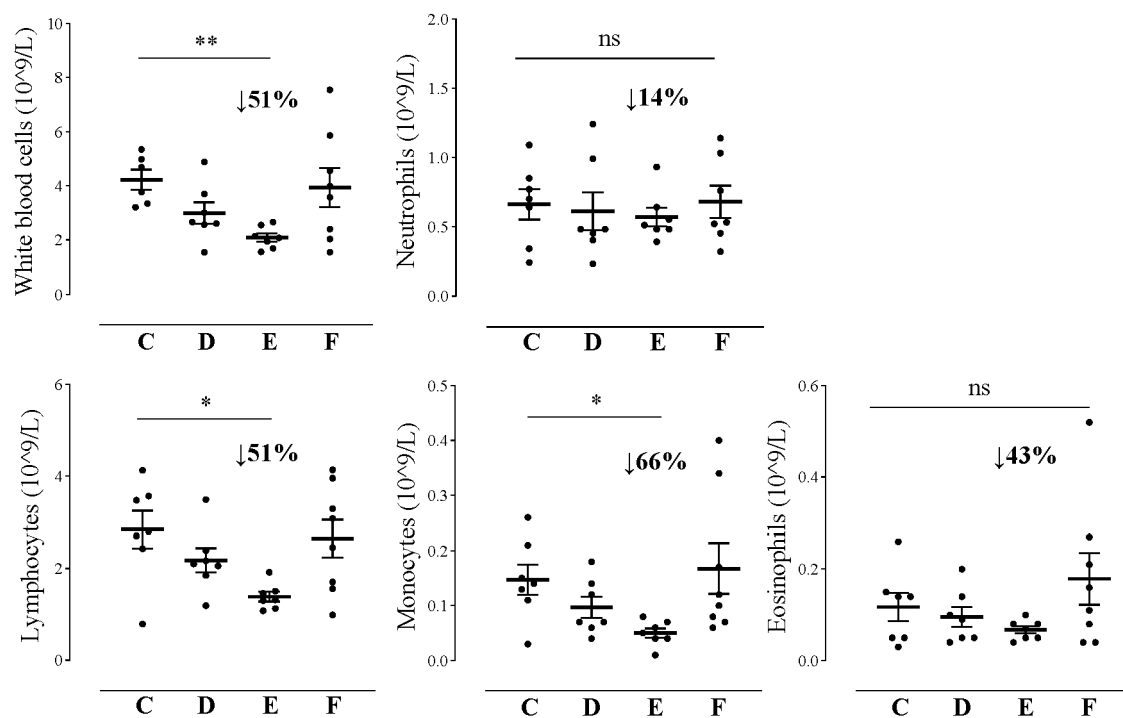 White blood cells (10^9/L)
10
8
6
4
2
0
**
↓51%
C D E F
Neutrophils (10^9/L)
2.0
1.5
1.0
0.5
0.0
ns
↓14%
C D E F
Lymphocytes (10^9/L)
6
4
2
0
*
↓51%
C D E F
Monocytes (10^9/L)
0.5
0.4
0.3
0.2
0.1
0.0
*
↓66%
C D E F
Eosinophils (10^9/L)
0.6
0.4
0.2
0.0
ns
↓43%
C D E F